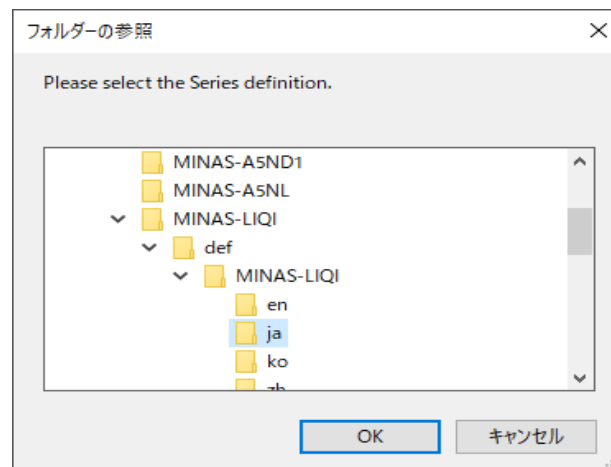 フォルダーの参照
Please select the Series definition.
MINAS-A5ND1
MINAS-A5NL
MINAS-LIQI
def
MINAS-LIQI
en
ja
ko
zh
OK
キャンセル